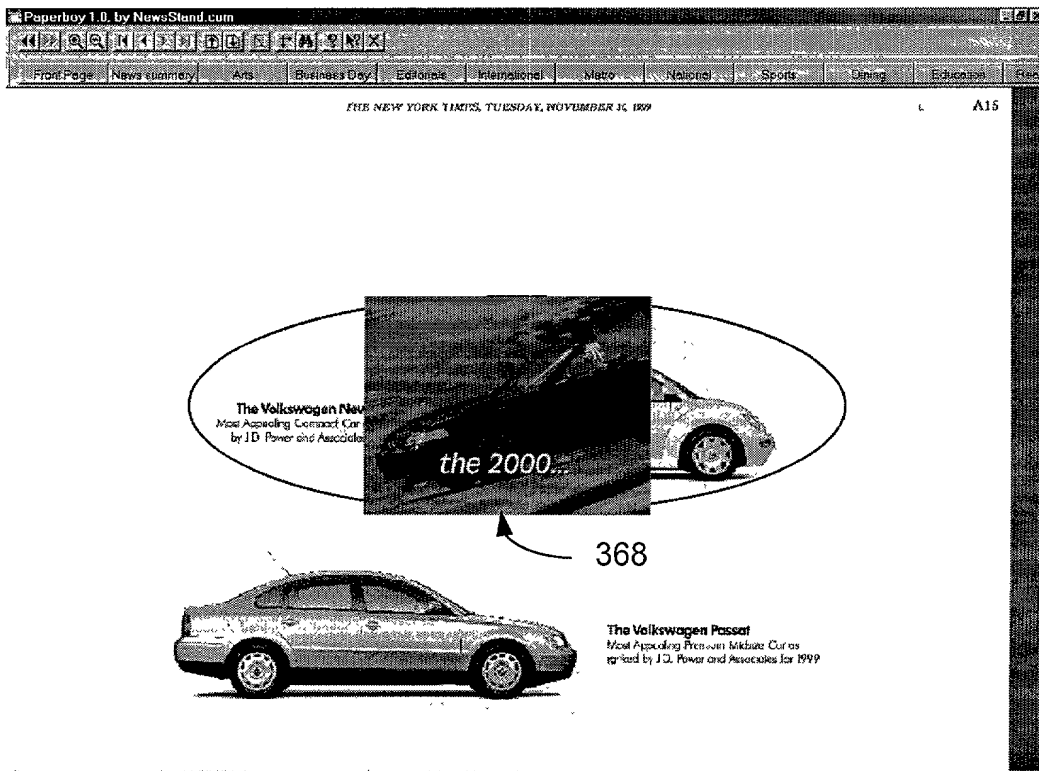 Paperboy 1.0, by NewsStand.com
Front Page News summary Arts Business Day Editorials International Metro National Sports Dining Education
THE NEW YORK TIMES, TUESDAY, NOVEMBER 1999
A15
The Volkswagen New
Most Appealing Compact Car
by J.D. Power and Associates
the 2000...
368
The Volkswagen Passat
Most Appealing Premium Midsize Car as
ranked by J.D. Power and Associates for 1999